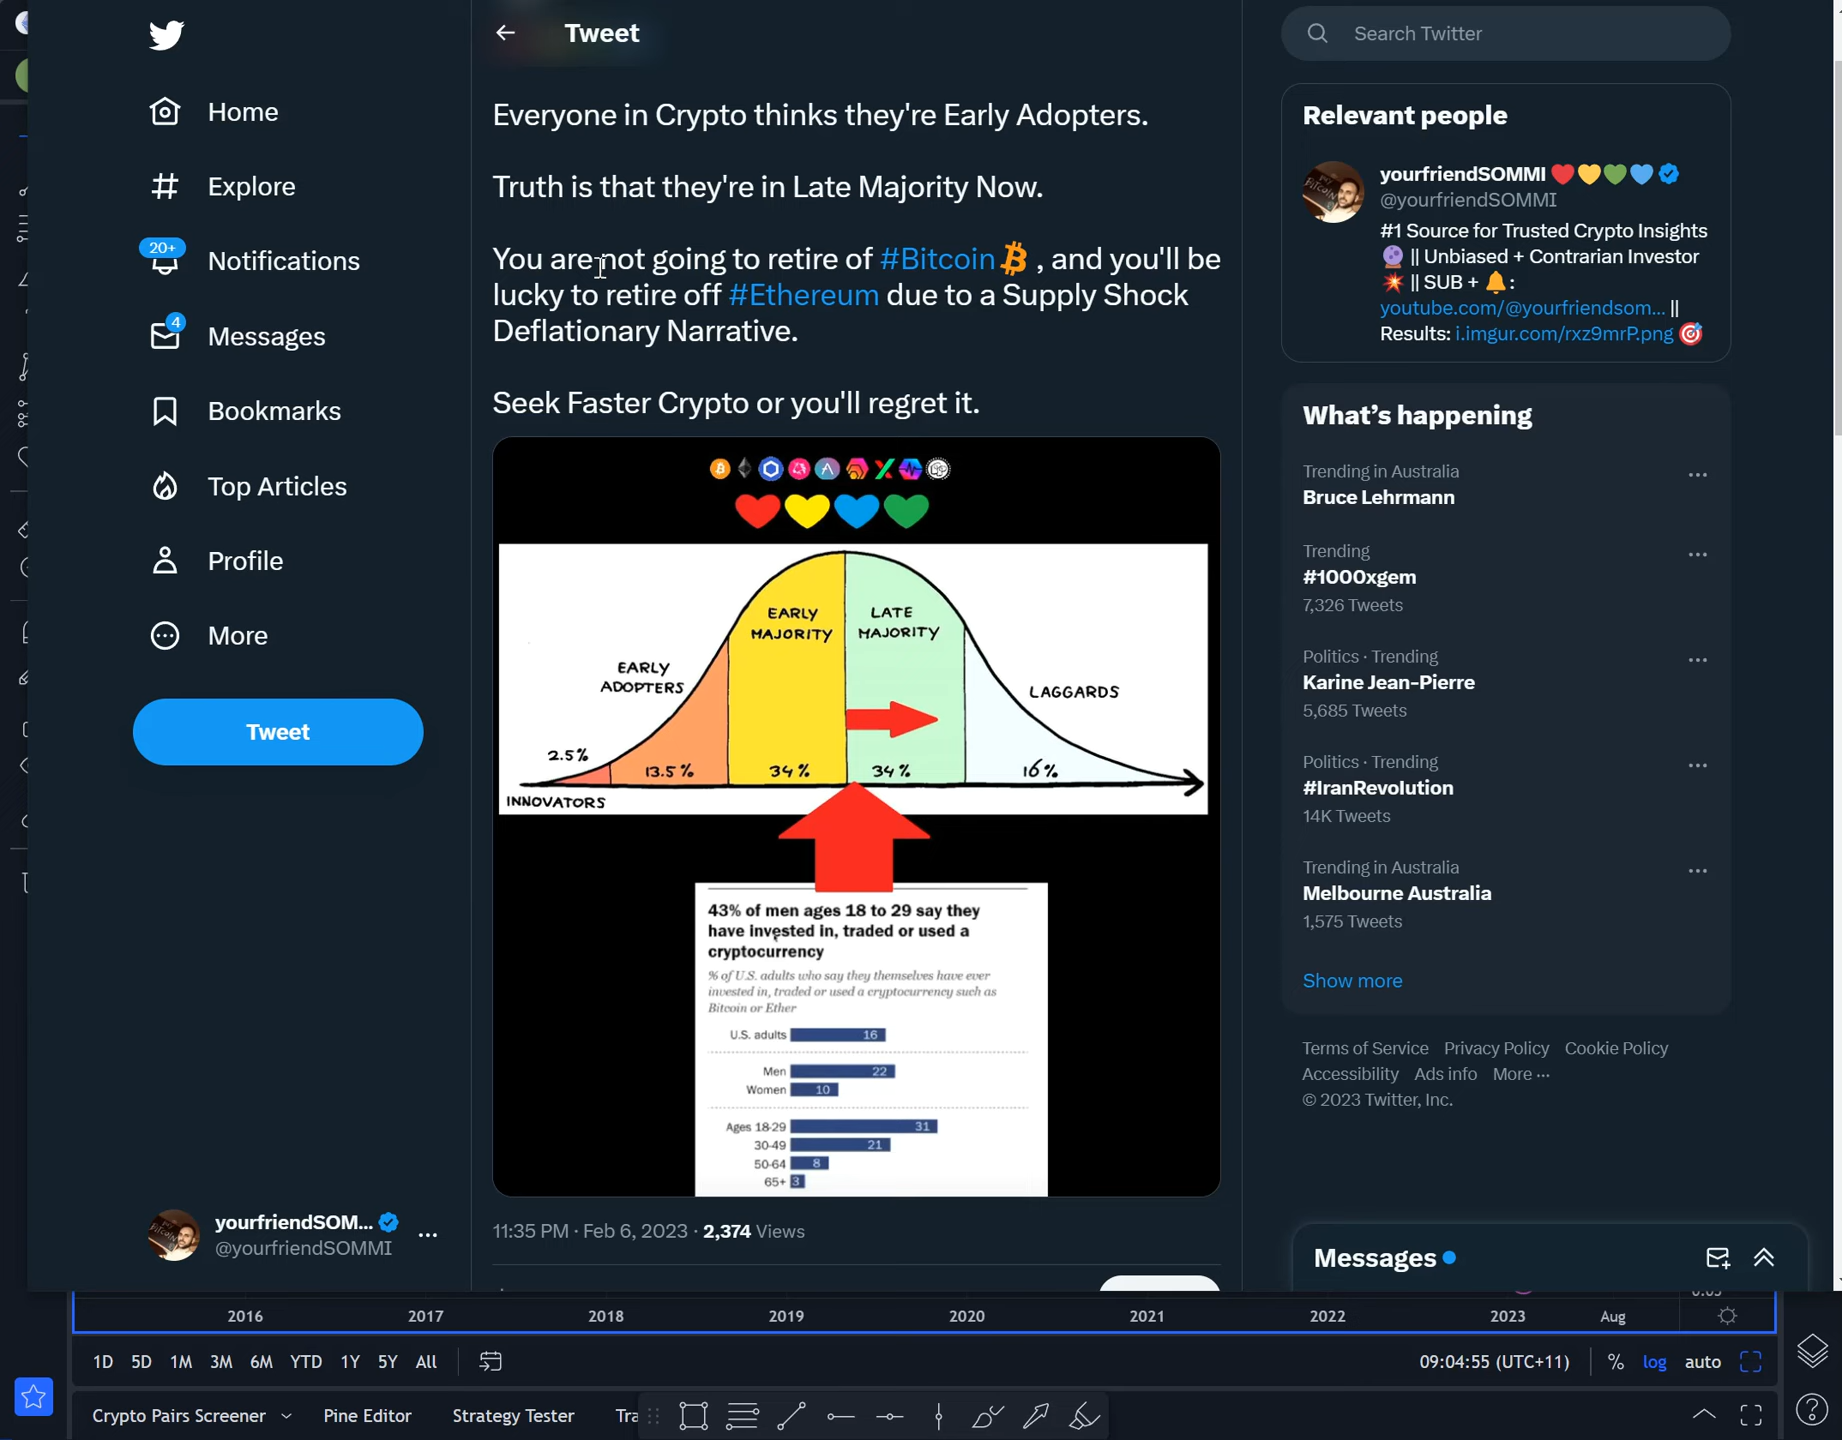 Tweet
Search Twitter
Home
Explore
20+
Notifications
4
Messages
Bookmarks
Top Articles
Profile
More
Tweet
yourfriendSOM...
@yourfriendSOMMI
Everyone in Crypto thinks they're Early Adopters.
Truth is that they're in Late Majority Now.
You are not going to retire of #Bitcoin , and you'll be
lucky to retire off #Ethereum due to a Supply Shock
Deflationary Narrative.
Seek Faster Crypto or you'll regret it.
EARLY
MAJORITY
LATE
MAJORITY
EARLY
ADOPTERS
LAGGARDS
2.5%
13.5%
34%
34%
16%
INNOVATORS
43% of men ages 18 to 29 say they
have invested in, traded or used a
cryptocurrency
% of U.S. adults who say they themselves have ever
invested in, traded or used a cryptocurrency such as
Bitcoin or Ether
U.S. adults 16
Men 22
Women 10
Ages 18-29 31
30-49 21
50-64 8
65+ 3
11:35 PM · Feb 6, 2023 · 2,374 Views
Relevant people
yourfriendSOMMI
@yourfriendSOMMI
#1 Source for Trusted Crypto Insights
|| Unbiased + Contrarian Investor
|| SUB + :
youtube.com/@yourfriendsom... ||
Results: i.imgur.com/rxz9mrP.png
What's happening
Trending in Australia
Bruce Lehrmann
Trending
#1000xgem
7,326 Tweets
Politics · Trending
Karine Jean-Pierre
5,685 Tweets
Politics · Trending
#IranRevolution
14K Tweets
Trending in Australia
Melbourne Australia
1,575 Tweets
Show more
Terms of Service Privacy Policy Cookie Policy
Accessibility Ads info More ···
© 2023 Twitter, Inc.
Messages
2016 2017 2018 2019 2020 2021 2022 2023 Aug
1D 5D 1M 3M 6M YTD 1Y 5Y All
09:04:55 (UTC+11) % log auto
Crypto Pairs Screener Pine Editor Strategy Tester Tra